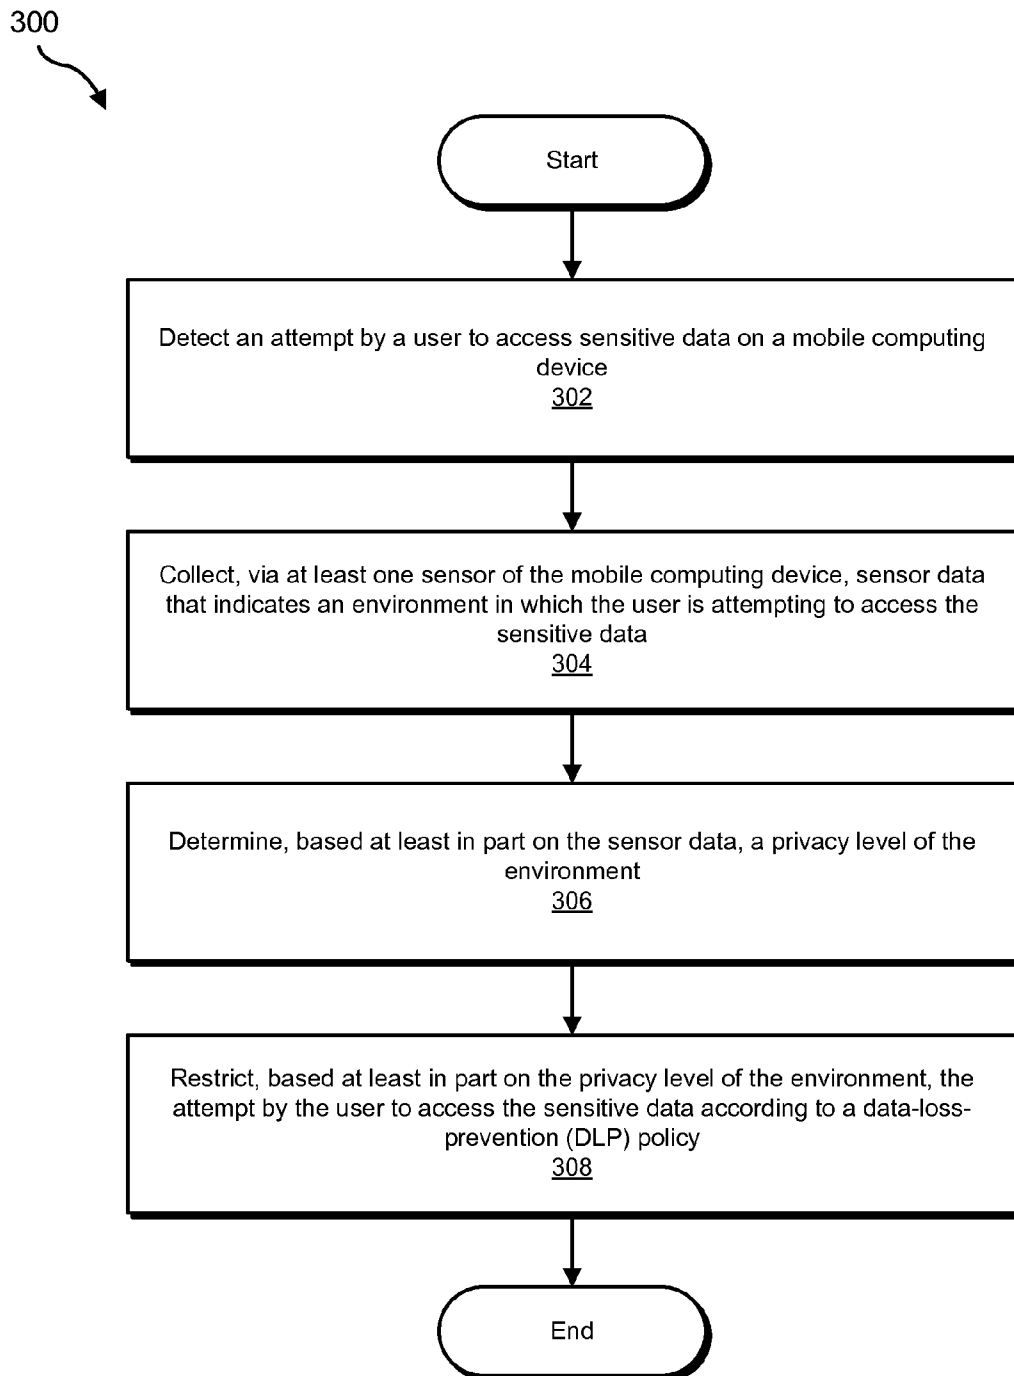 300
Start
Detect an attempt by a user to access sensitive data on a mobile computing
device
302
Collect, via at least one sensor of the mobile computing device, sensor data
that indicates an environment in which the user is attempting to access the
sensitive data
304
Determine, based at least in part on the sensor data, a privacy level of the
environment
306
Restrict, based at least in part on the privacy level of the environment, the
attempt by the user to access the sensitive data according to a data-loss-
prevention (DLP) policy
308
End